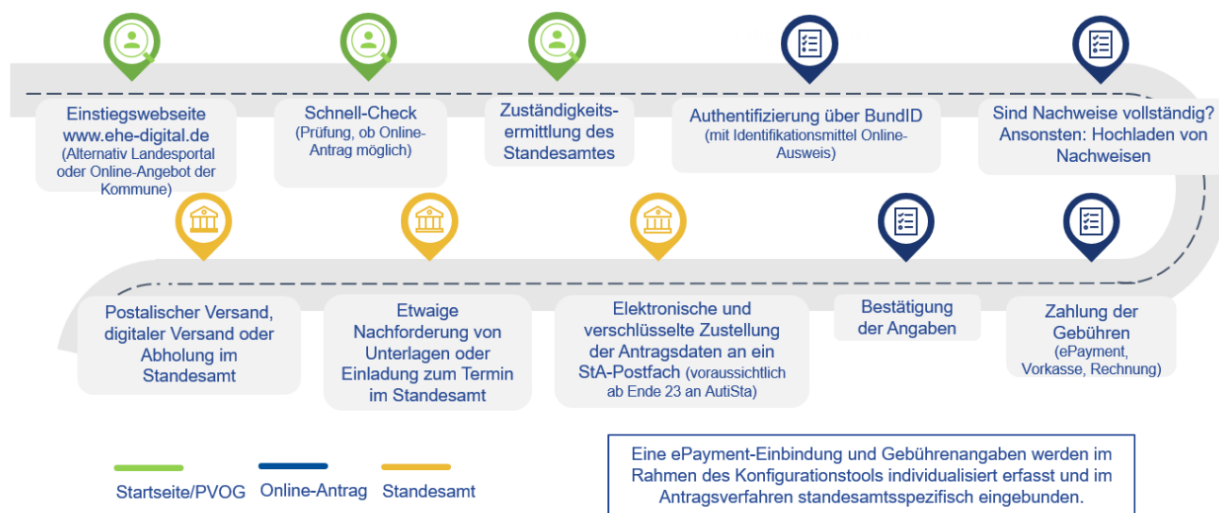 Einstiegswebseite
www.ehe-digital.de
(Alternativ Landesportal
oder Online-Angebot der
Kommune)
Schnell-Check
(Prüfung, ob Online-
Antrag möglich)
Zuständigkeits-
ermittlung des
Standesamtes
Authentifizierung über BundID
(mit Identifikationsmittel Online-
Ausweis)
Sind Nachweise vollständig?
Ansonsten: Hochladen von
Nachweisen
Postalischer Versand,
digitaler Versand oder
Abholung im
Standesamt
Etwaige
Nachforderung von
Unterlagen oder
Einladung zum Termin
im Standesamt
Elektronische und
verschlüsselte Zustellung
der Antragsdaten an ein
StA-Postfach (voraussichtlich
ab Ende 23 an AutiSta)
Bestätigung
der Angaben
Zahlung der
Gebühren
(ePayment,
Vorkasse, Rechnung)
Startseite/PVOG
Online-Antrag
Standesamt
Eine ePayment-Einbindung und Gebührenangaben werden im
Rahmen des Konfigurationstools individualisiert erfasst und im
Antragsverfahren standesamtsspezifisch eingebunden.